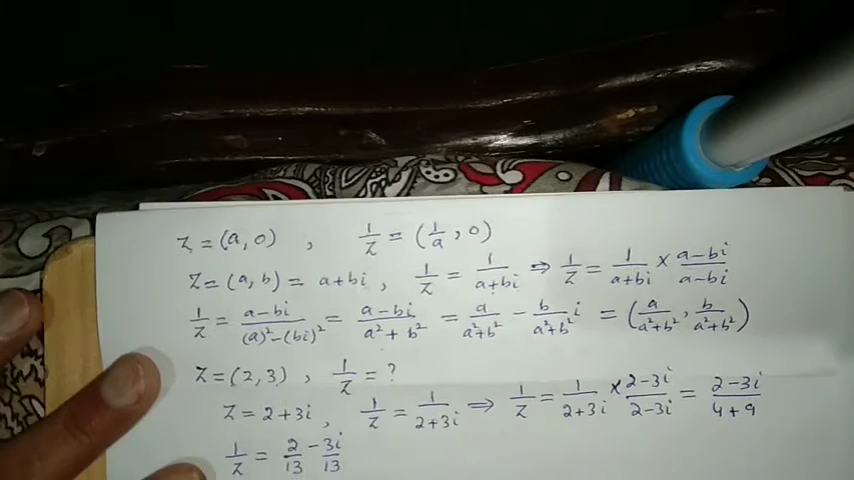 z = (a, 0) , 1/z = (1/a, 0)
z = (a, b) = a+bi , 1/z = 1/(a+bi) ⇒ 1/z = 1/(a+bi) × (a-bi)/(a-bi)
1/z = (a-bi)/((a)²-(bi)²) = (a-bi)/(a²+b²) = a/(a²+b²) - b/(a²+b²) i = (a/(a²+b²), b/(a²+b²))
z = (2,3) , 1/z = ?
z = 2+3i , 1/z = 1/(2+3i) ⇒ 1/z = 1/(2+3i) × (2-3i)/(2-3i) = (2-3i)/(4+9)
1/z = 2/13 - 3i/13